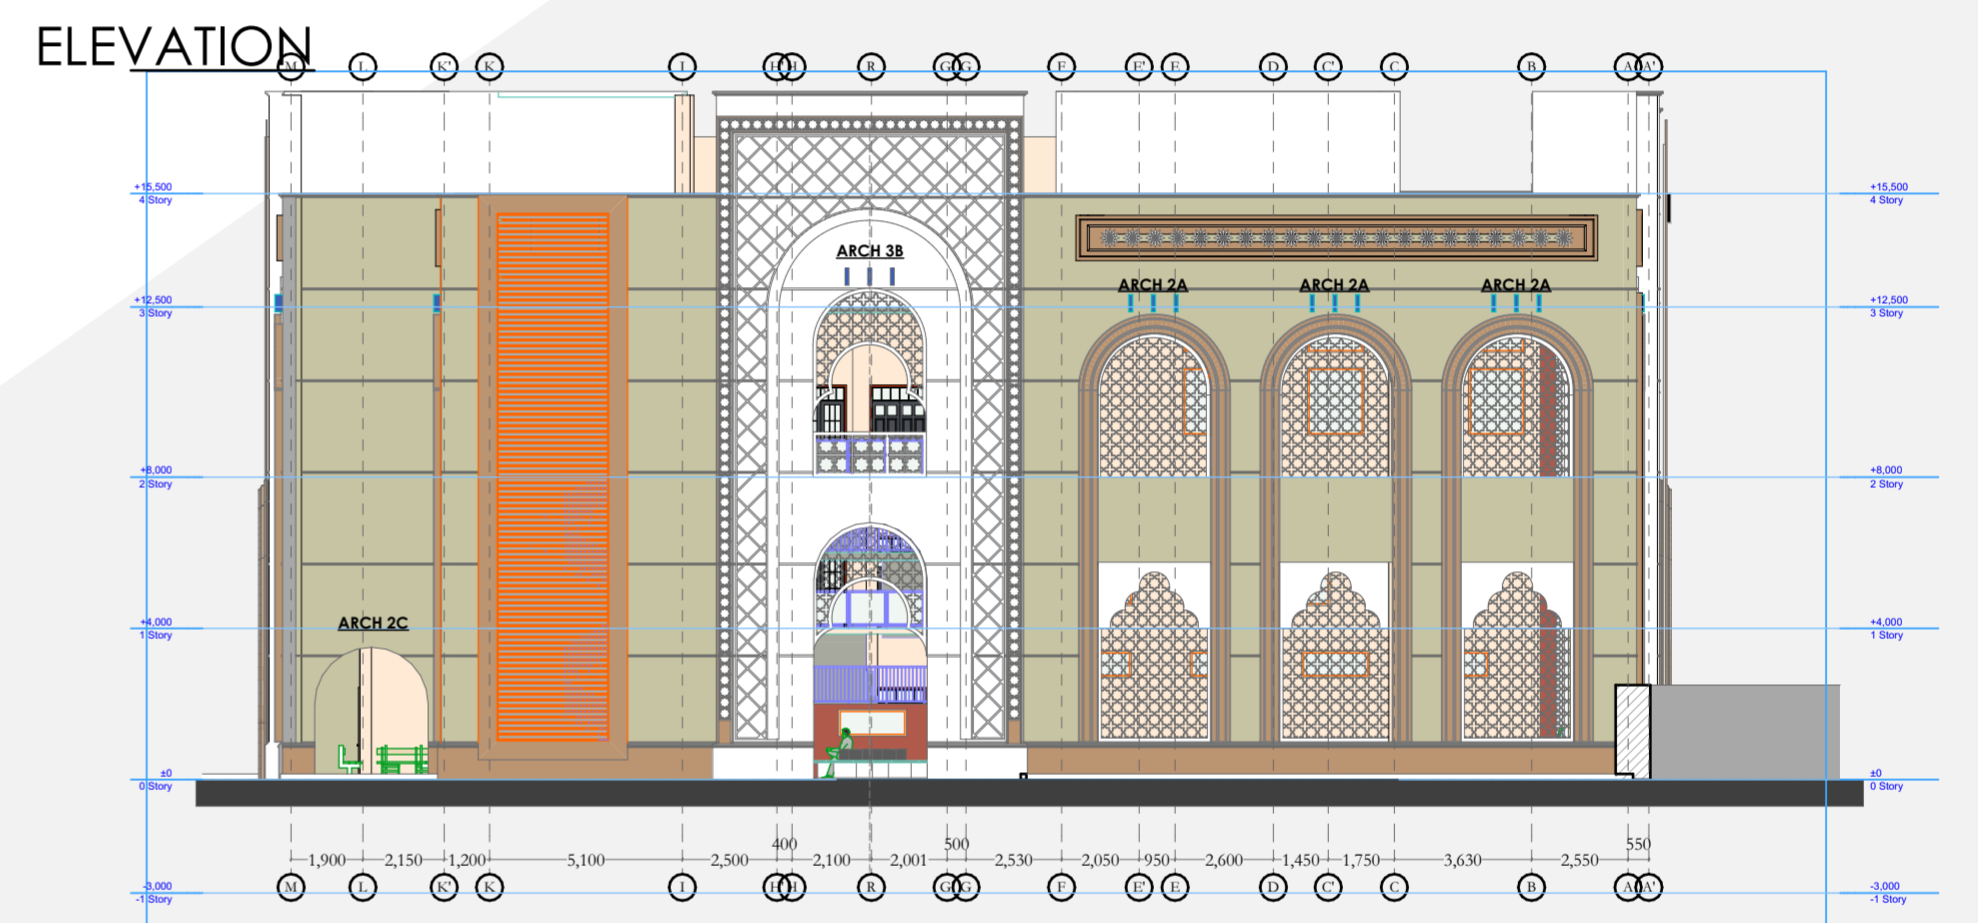 ELEVATION
M L K' K I H' H R G' G F E' E D C' C B A A'
+15,500 +15,500
4 Story 4 Story
ARCH 3B
ARCH 2A ARCH 2A ARCH 2A
+12,500 +12,500
3 Story 3 Story
+8,000 +8,000
2 Story 2 Story
ARCH 2C
+4,000 +4,000
1 Story 1 Story
±0 ±0
0 Story 0 Story
400 500 550
1,900 2,150 1,200 5,100 2,500 2,100 2,001 2,530 2,050 950 2,600 1,450 1,750 3,630 2,550
M L K' K I H' H R G' G F E' E D C' C B A A'
-3,000 -3,000
-1 Story -1 Story